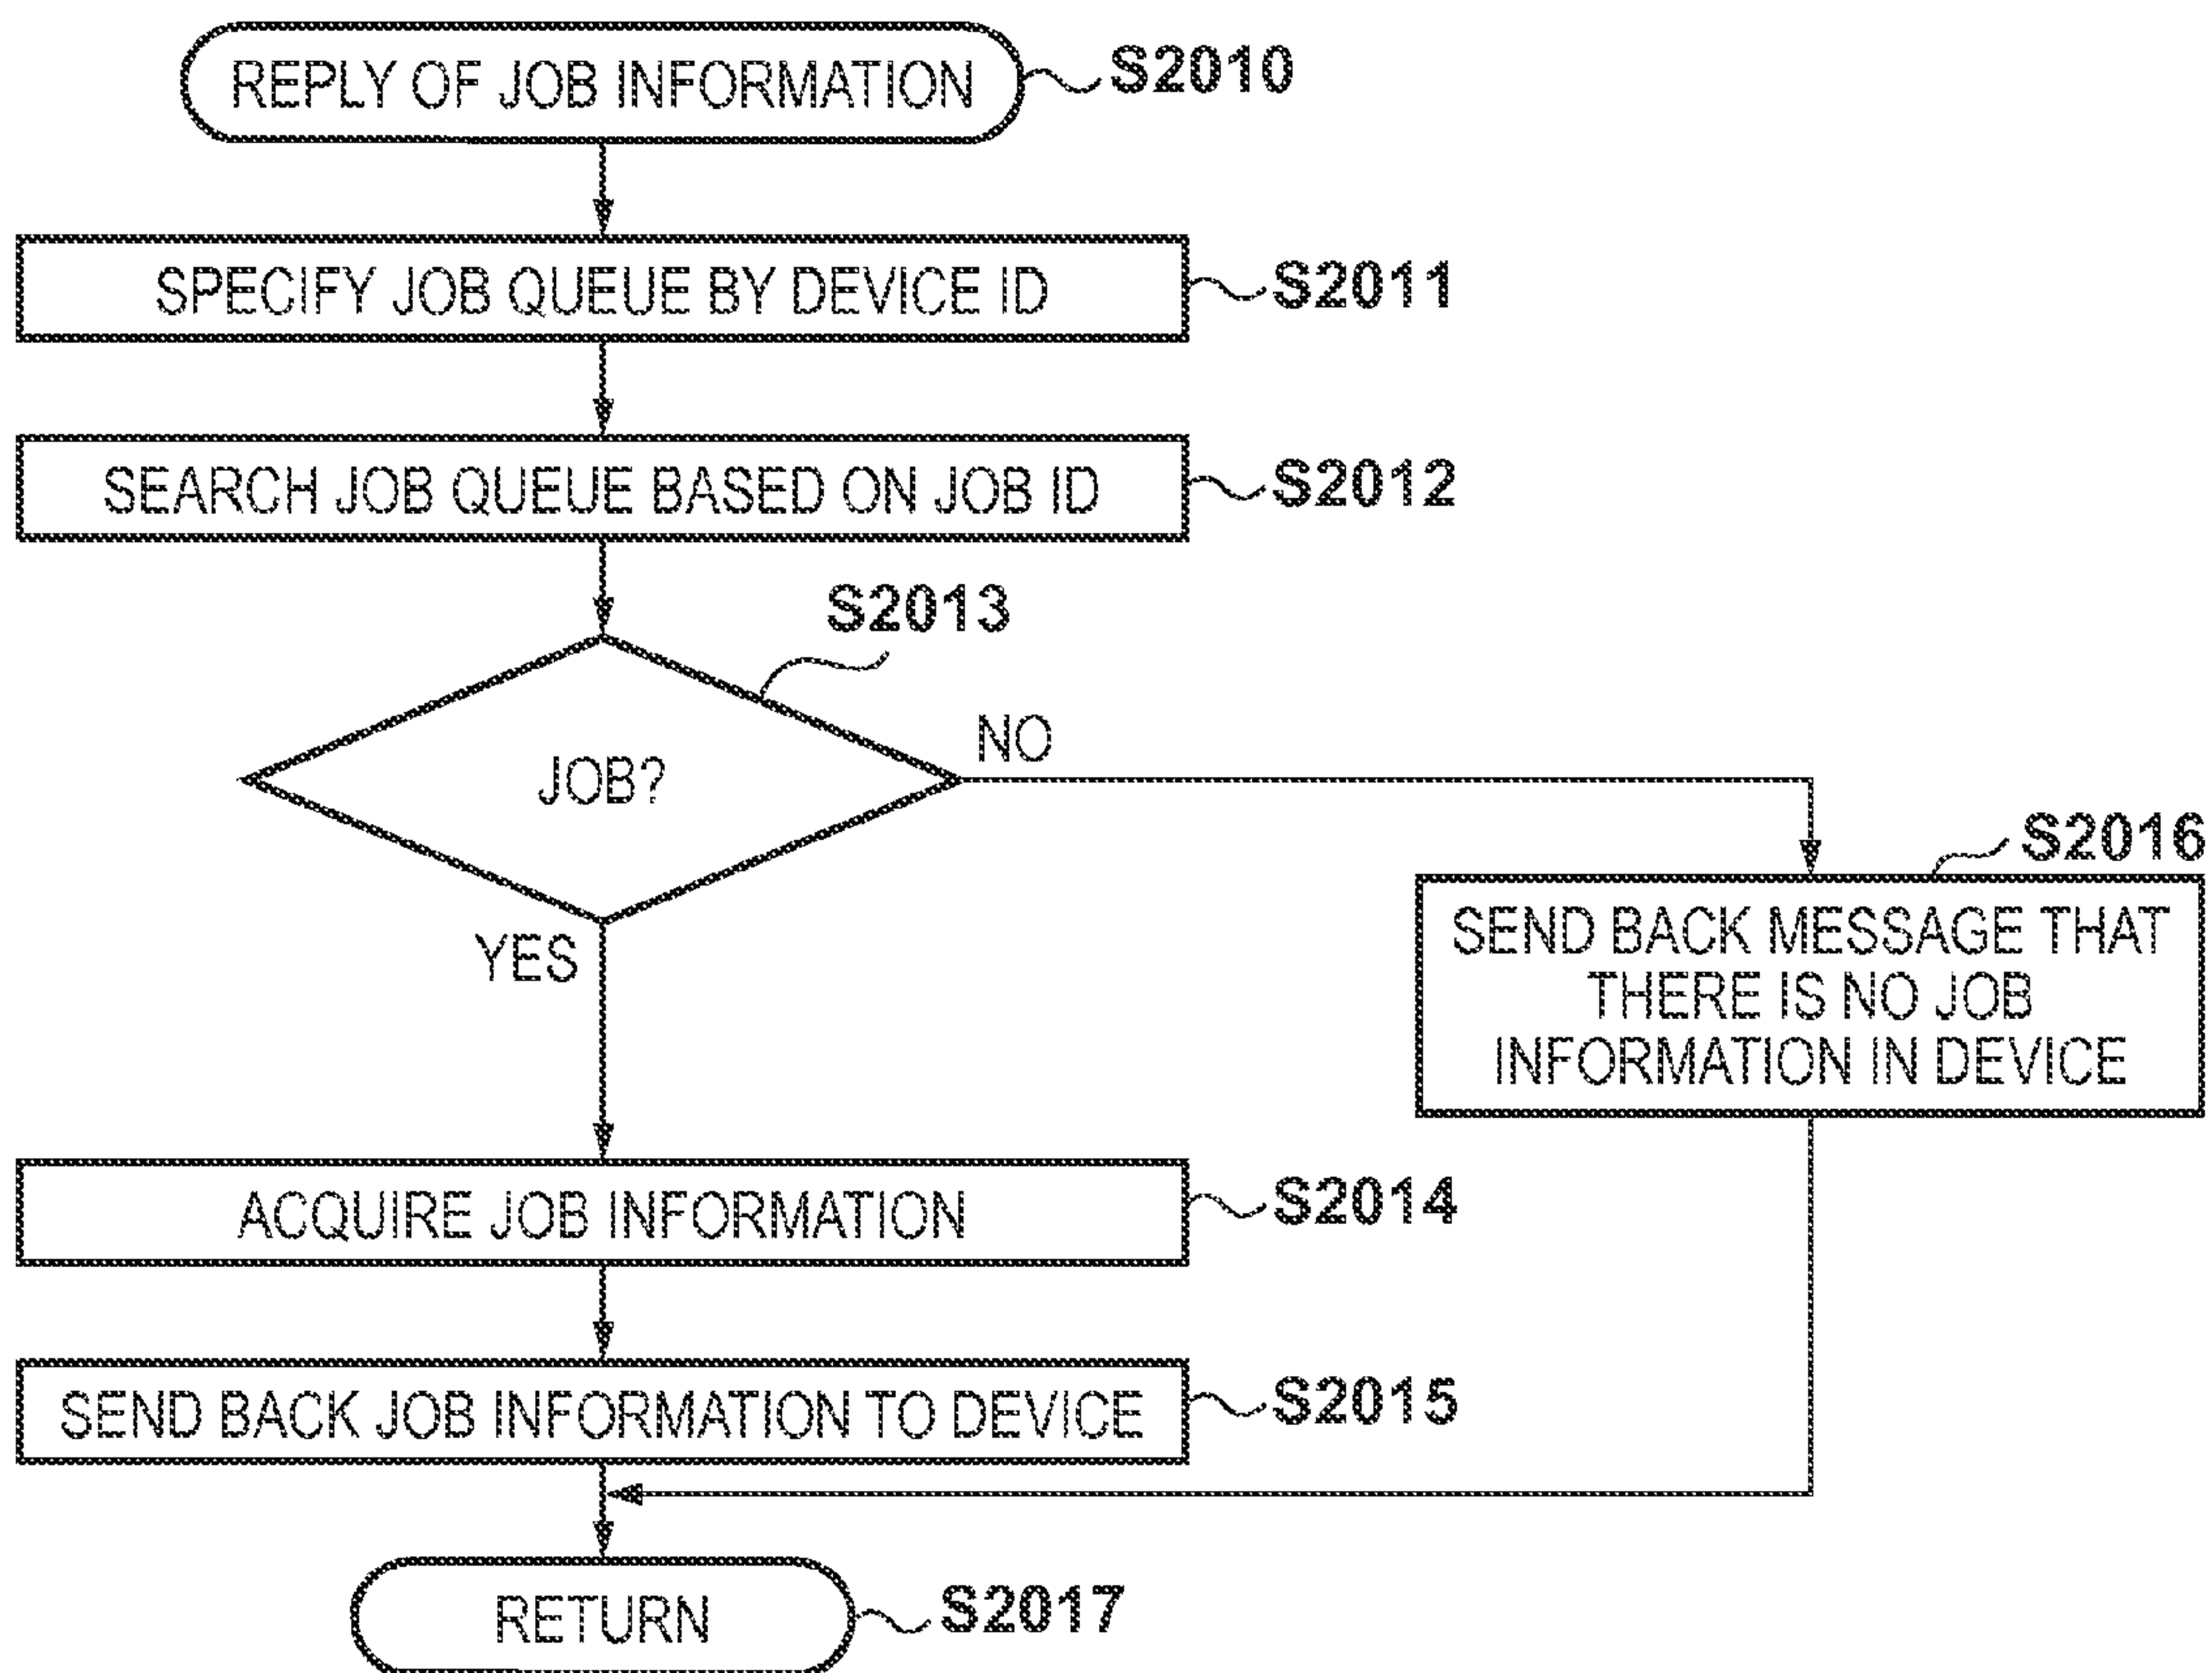 REPLY OF JOB INFORMATION
S2010
SPECIFY JOB QUEUE BY DEVICE ID
S2011
SEARCH JOB QUEUE BASED ON JOB ID
S2012
S2013
JOB?
NO
YES
S2016
SEND BACK MESSAGE THAT
THERE IS NO JOB
INFORMATION IN DEVICE
ACQUIRE JOB INFORMATION
S2014
SEND BACK JOB INFORMATION TO DEVICE
S2015
RETURN
S2017